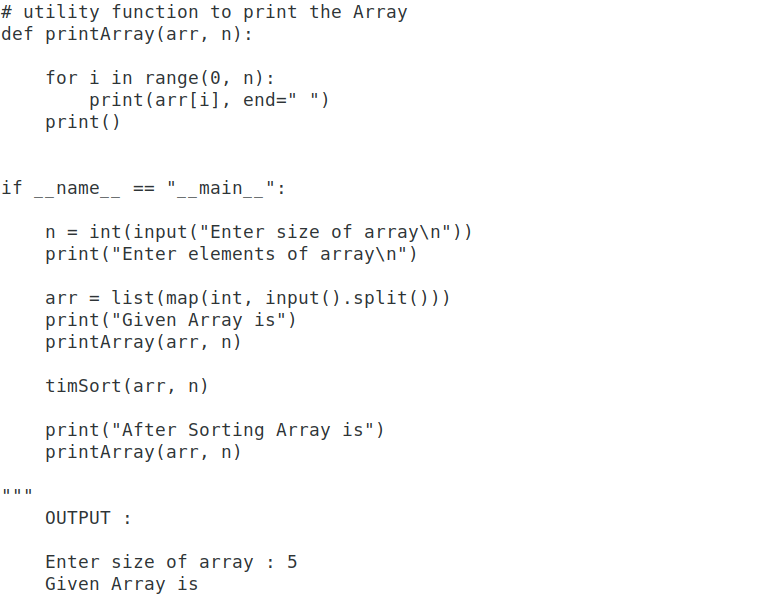 # utility function to print the Array
def printArray(arr, n):
    for i in range(0, n):
        print(arr[i], end=" ")
    print()
if __name__ == "__main__":
    n = int(input("Enter size of array\n"))
    print("Enter elements of array\n")
    arr = list(map(int, input().split()))
    print("Given Array is")
    printArray(arr, n)
    timSort(arr, n)
    print("After Sorting Array is")
    printArray(arr, n)
"""
    OUTPUT :
    Enter size of array : 5
    Given Array is